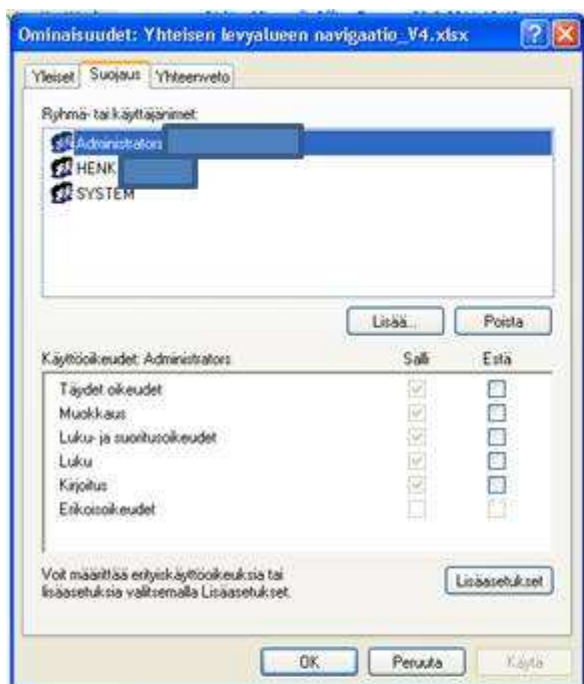 Ominaisuudet: Yhteisen levyalueen navigaatio_V4.xlsx
Yleiset Suojaus Yhteenveto
Ryhmä- tai käyttäjänimet:
Administrators
HENK
SYSTEM
Lisää... Poista
Käyttöoikeudet: Administrators Salli Estä
Täydet oikeudet
Muokkaus
Luku- ja suoritusoikeudet
Luku
Kirjoitus
Erikoisoikeudet
Voit määrittää erityiskäyttöoikeuksia tai
lisäasetuksia valitsemalla Lisäasetukset.
Lisäasetukset
OK Peruuta Käytä